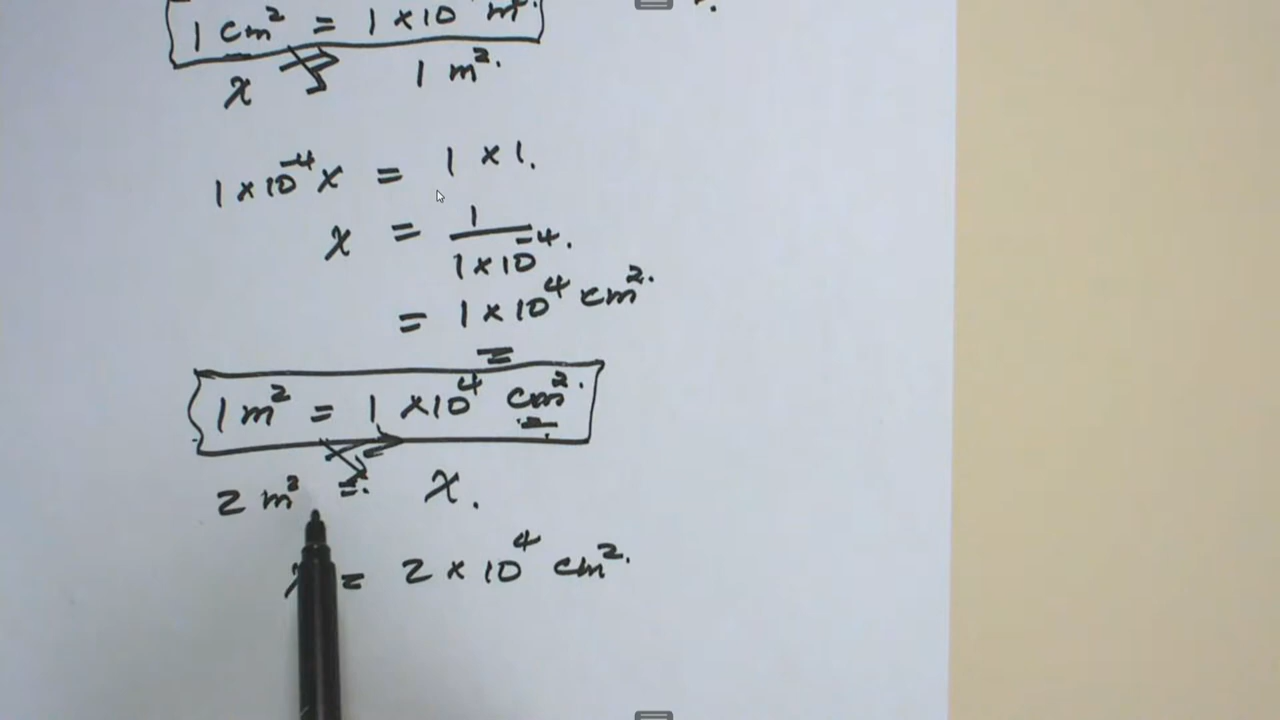 1 cm² = 1 × 10 m².
x 1 m².
1 × 10⁻⁴ x = 1 × 1.
x = 1 / 1 × 10⁻⁴.
= 1 × 10⁴ cm².
1 m² = 1 × 10⁴ cm².
2 m² = x.
= 2 × 10⁴ cm².